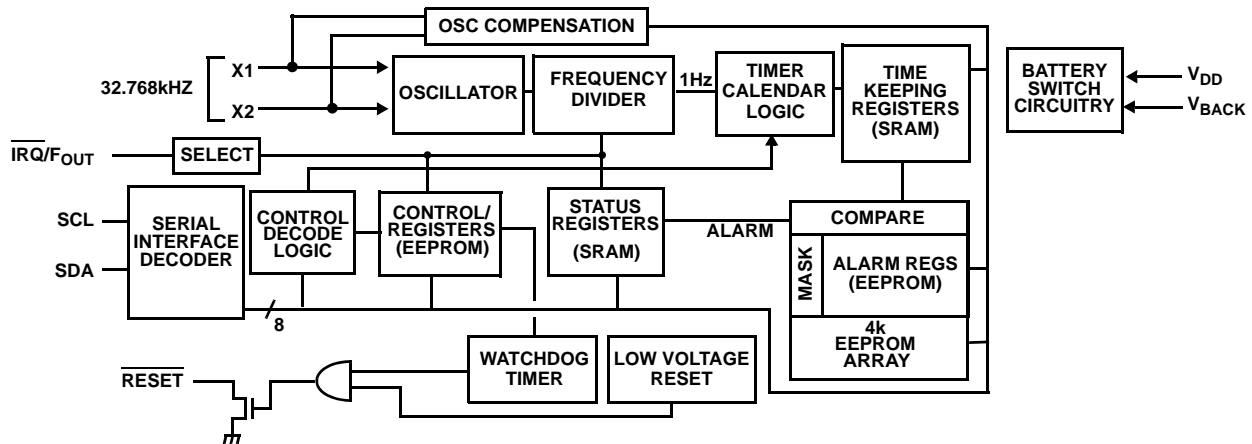 OSC COMPENSATION
32.768kHZ
X1
X2
OSCILLATOR
FREQUENCY
DIVIDER
1Hz
TIMER
CALENDAR
LOGIC
TIME
KEEPING
REGISTERS
(SRAM)
BATTERY
SWITCH
CIRCUITRY
VDD
VBACK
IRQ/FOUT
SELECT
SCL
SDA
SERIAL
INTERFACE
DECODER
CONTROL
DECODE
LOGIC
CONTROL/
REGISTERS
(EEPROM)
STATUS
REGISTERS
(SRAM)
ALARM
COMPARE
MASK
ALARM REGS
(EEPROM)
4k
EEPROM
ARRAY
8
WATCHDOG
TIMER
LOW VOLTAGE
RESET
RESET